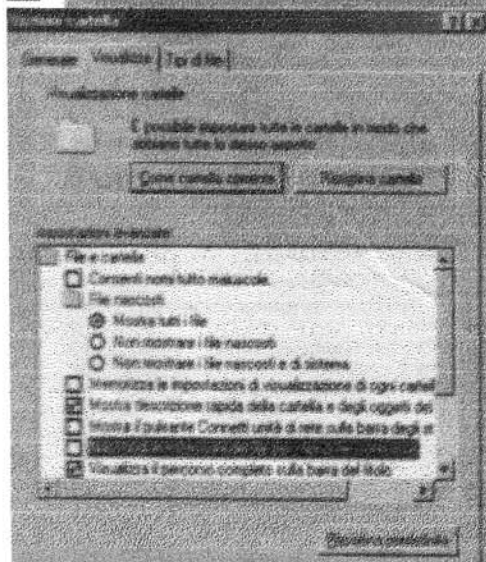 Generale Visualizza Tipi di file
Visualizzazione cartelle
È possibile impostare tutte le cartelle in modo che
abbiano tutte lo stesso aspetto.
Come cartella corrente Ripristina cartelle
Impostazioni avanzate:
File e cartelle
Consenti nomi tutto maiuscole.
File nascosti
Mostra tutti i file
Non mostrare i file nascosti
Non mostrare i file nascosti e di sistema
Memorizza le impostazioni di visualizzazione di ogni cartell
Mostra descrizione rapida della cartella e degli oggetti des
Mostra il pulsante Connetti unità di rete sulla barra degli st
Visualizza il percorso completo sulla barra del titolo.
Ripristina predefinite